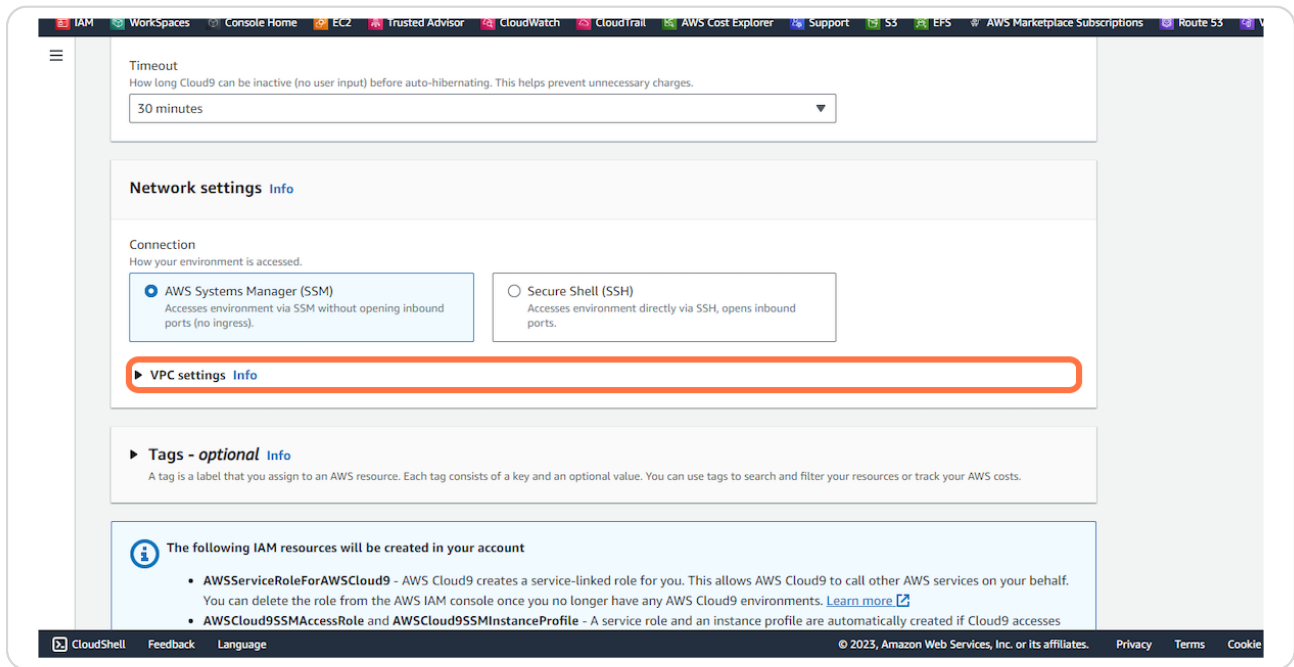 IAM WorkSpaces Console Home EC2 Trusted Advisor CloudWatch CloudTrail AWS Cost Explorer Support S3 EFS AWS Marketplace Subscriptions Route 53
Timeout
How long Cloud9 can be inactive (no user input) before auto-hibernating. This helps prevent unnecessary charges.
30 minutes
Network settings Info
Connection
How your environment is accessed.
AWS Systems Manager (SSM)
Accesses environment via SSM without opening inbound
ports (no ingress).
Secure Shell (SSH)
Accesses environment directly via SSH, opens inbound
ports.
VPC settings Info
Tags - optional Info
A tag is a label that you assign to an AWS resource. Each tag consists of a key and an optional value. You can use tags to search and filter your resources or track your AWS costs.
The following IAM resources will be created in your account
• AWSServiceRoleForAWSCloud9 - AWS Cloud9 creates a service-linked role for you. This allows AWS Cloud9 to call other AWS services on your behalf.
You can delete the role from the AWS IAM console once you no longer have any AWS Cloud9 environments. Learn more
• AWSCloud9SSMAccessRole and AWSCloud9SSMInstanceProfile - A service role and an instance profile are automatically created if Cloud9 accesses
CloudShell Feedback Language © 2023, Amazon Web Services, Inc. or its affiliates. Privacy Terms Cookie